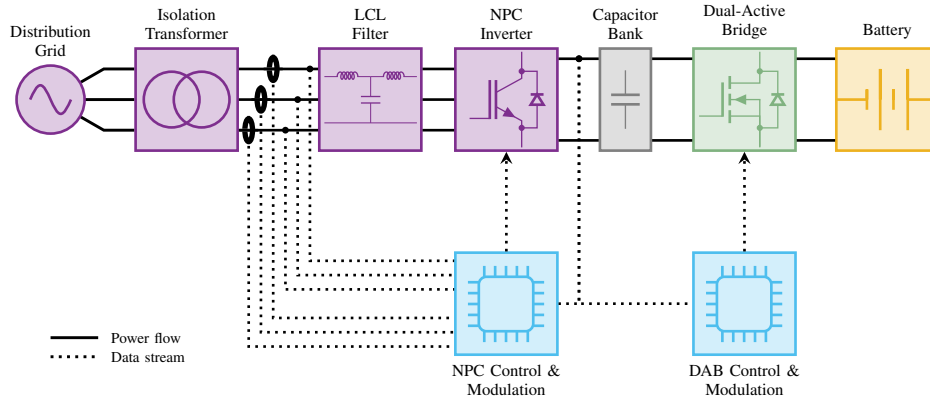 Distribution
Grid
Isolation
Transformer
LCL
Filter
NPC
Inverter
Capacitor
Bank
Dual-Active
Bridge
Battery
Power flow
Data stream
NPC Control &
Modulation
DAB Control &
Modulation